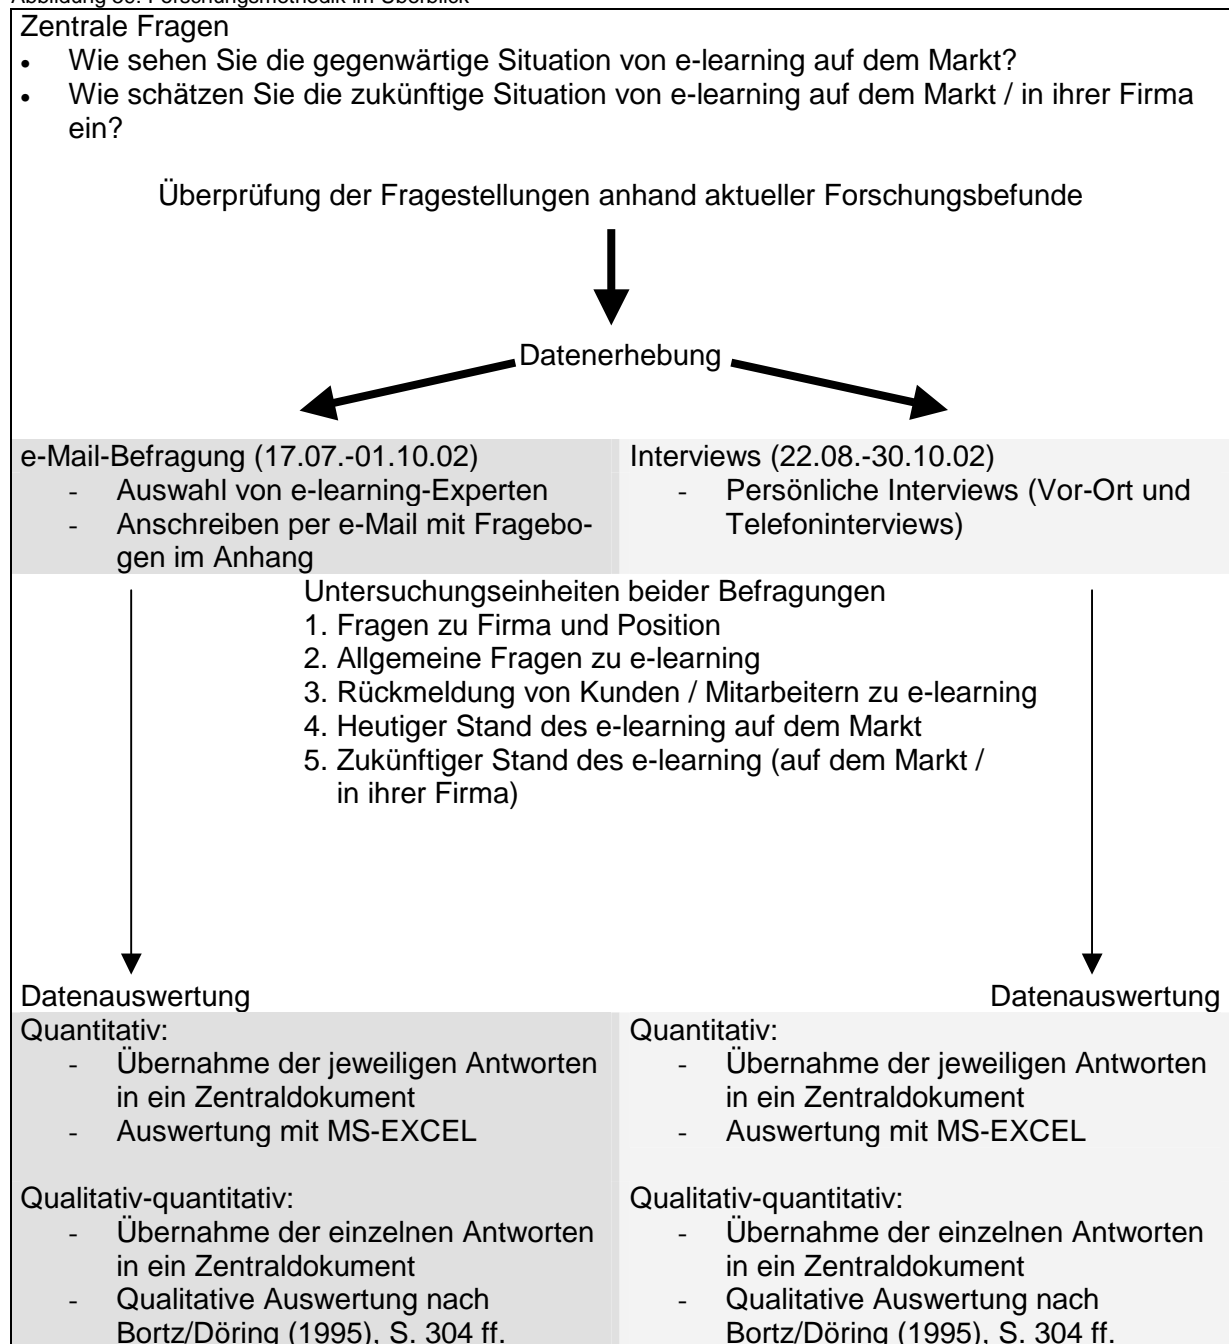 Zentrale Fragen
• Wie sehen Sie die gegenwärtige Situation von e-learning auf dem Markt?
• Wie schätzen Sie die zukünftige Situation von e-learning auf dem Markt / in ihrer Firma
ein?
Überprüfung der Fragestellungen anhand aktueller Forschungsbefunde
Datenerhebung
e-Mail-Befragung (17.07.-01.10.02)
- Auswahl von e-learning-Experten
- Anschreiben per e-Mail mit Fragebo-
gen im Anhang
Interviews (22.08.-30.10.02)
- Persönliche Interviews (Vor-Ort und
Telefoninterviews)
Untersuchungseinheiten beider Befragungen
1. Fragen zu Firma und Position
2. Allgemeine Fragen zu e-learning
3. Rückmeldung von Kunden / Mitarbeitern zu e-learning
4. Heutiger Stand des e-learning auf dem Markt
5. Zukünftiger Stand des e-learning (auf dem Markt /
in ihrer Firma)
Datenauswertung
Quantitativ:
- Übernahme der jeweiligen Antworten
in ein Zentraldokument
- Auswertung mit MS-EXCEL
Qualitativ-quantitativ:
- Übernahme der einzelnen Antworten
in ein Zentraldokument
- Qualitative Auswertung nach
Bortz/Döring (1995), S. 304 ff.
Datenauswertung
Quantitativ:
- Übernahme der jeweiligen Antworten
in ein Zentraldokument
- Auswertung mit MS-EXCEL
Qualitativ-quantitativ:
- Übernahme der einzelnen Antworten
in ein Zentraldokument
- Qualitative Auswertung nach
Bortz/Döring (1995), S. 304 ff.